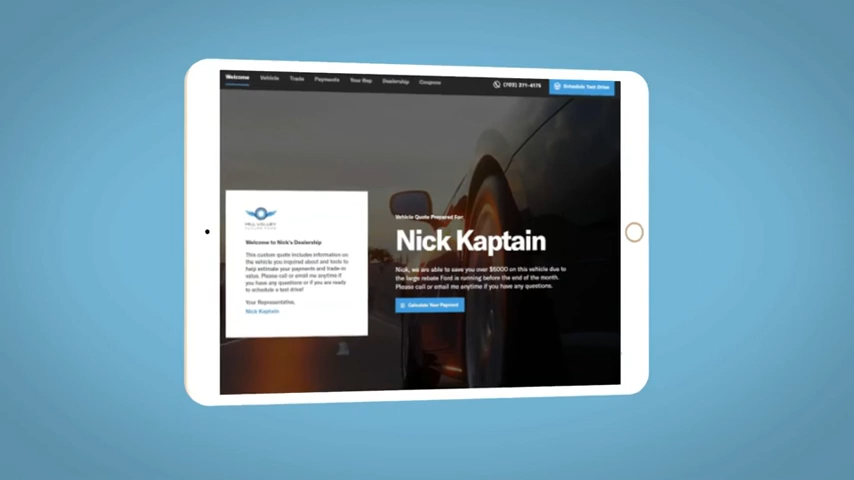 Welcome Vehicle Trade Payments Your Rep Dealership Coupons (702) 371-4178 Schedule Test Drive
HILL VALLEY
Welcome to Nick's Dealership
This custom quote includes information on
the vehicle you inquired about and tools to
help estimate your payments and trade-in
value. Please call or email me anytime if
you have any questions or if you are ready
to schedule a test drive!
Your Representative,
Nick Kaptain
Vehicle Quote Prepared For:
Nick Kaptain
Nick, we are able to save you over $5000 on this vehicle due to
the large rebate Ford is running before the end of the month.
Please call or email me anytime if you have any questions.
Calculate Your Payment